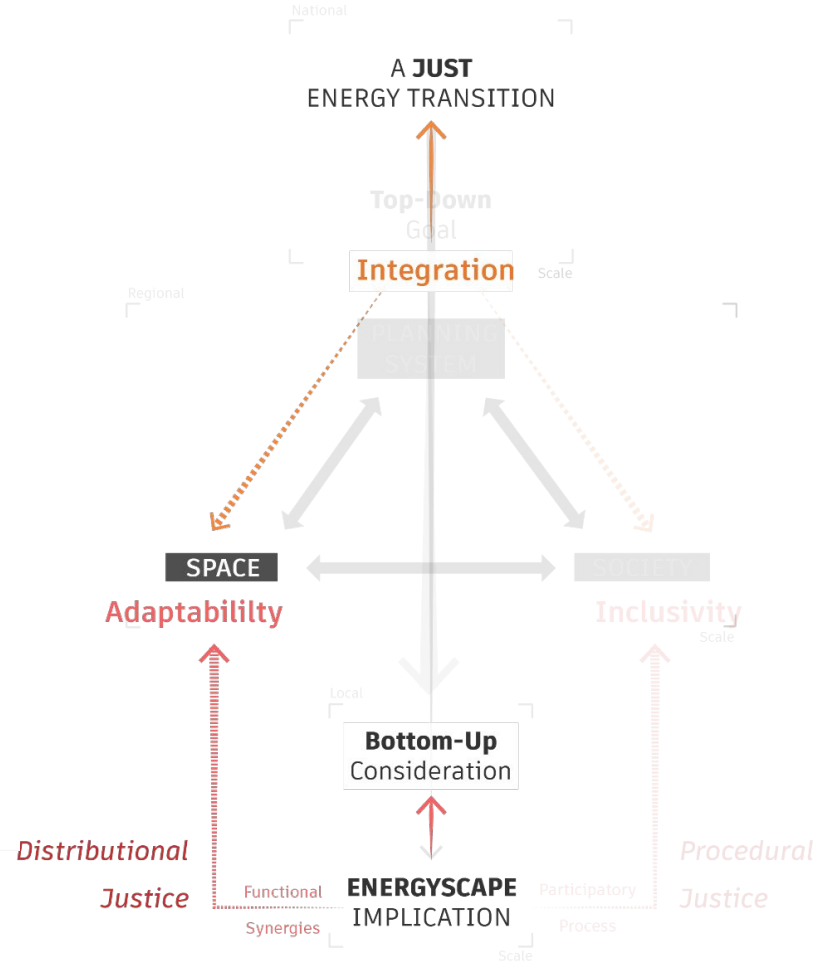 National
A JUST
ENERGY TRANSITION
Top-Down
Goal
Integration
Scale
Regional
PLANNING
SYSTEM
SPACE
SOCIETY
Adaptabililty
Inclusivity
Scale
Local
Bottom-Up
Consideration
Distributional
Justice
Procedural
Justice
Functional
Synergies
ENERGYSCAPE
IMPLICATION
Participatory
Process
Scale